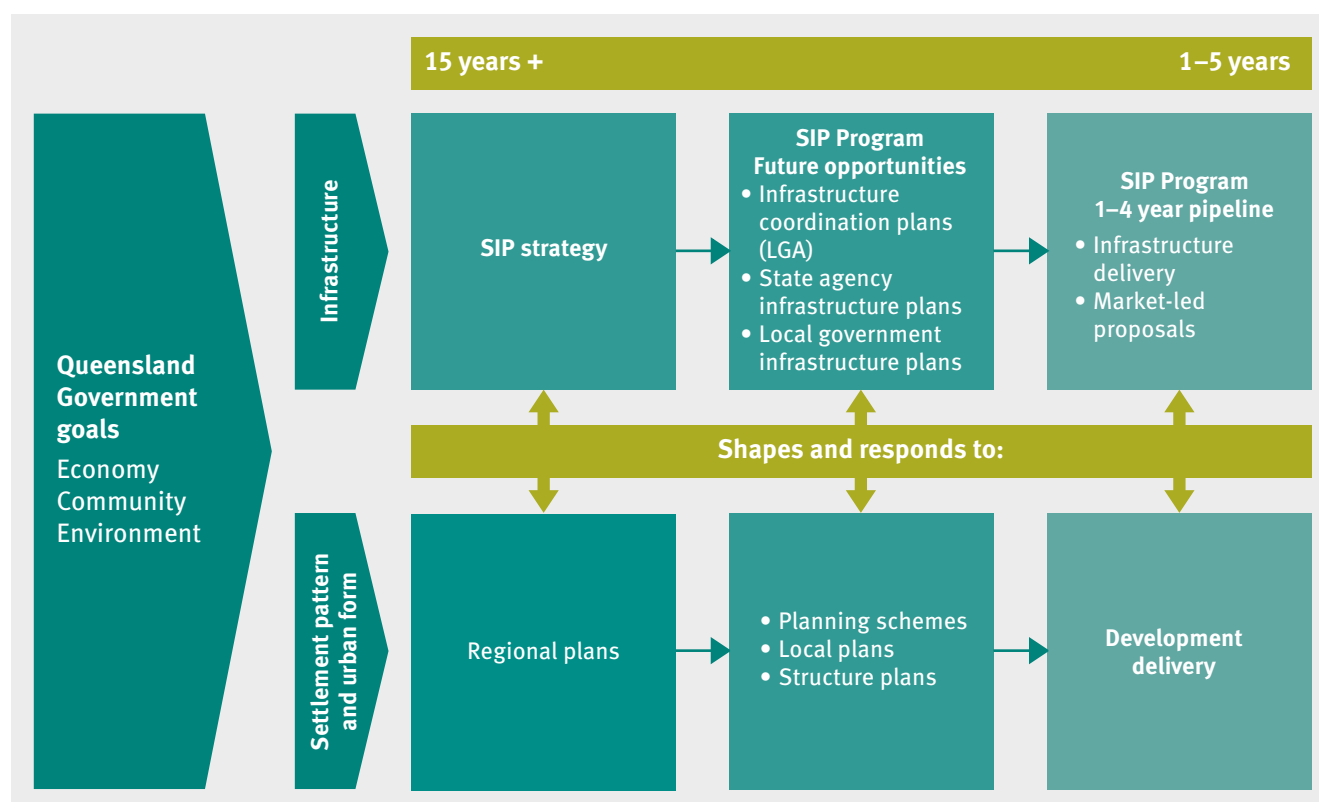 15 years +
1–5 years
Queensland
Government
goals
Economy
Community
Environment
Infrastructure
SIP strategy
SIP Program
Future opportunities
• Infrastructure
coordination plans
(LGA)
• State agency
infrastructure plans
• Local government
infrastructure plans
SIP Program
1–4 year pipeline
• Infrastructure
delivery
• Market-led
proposals
Shapes and responds to:
Settlement pattern
and urban form
Regional plans
• Planning schemes
• Local plans
• Structure plans
Development
delivery